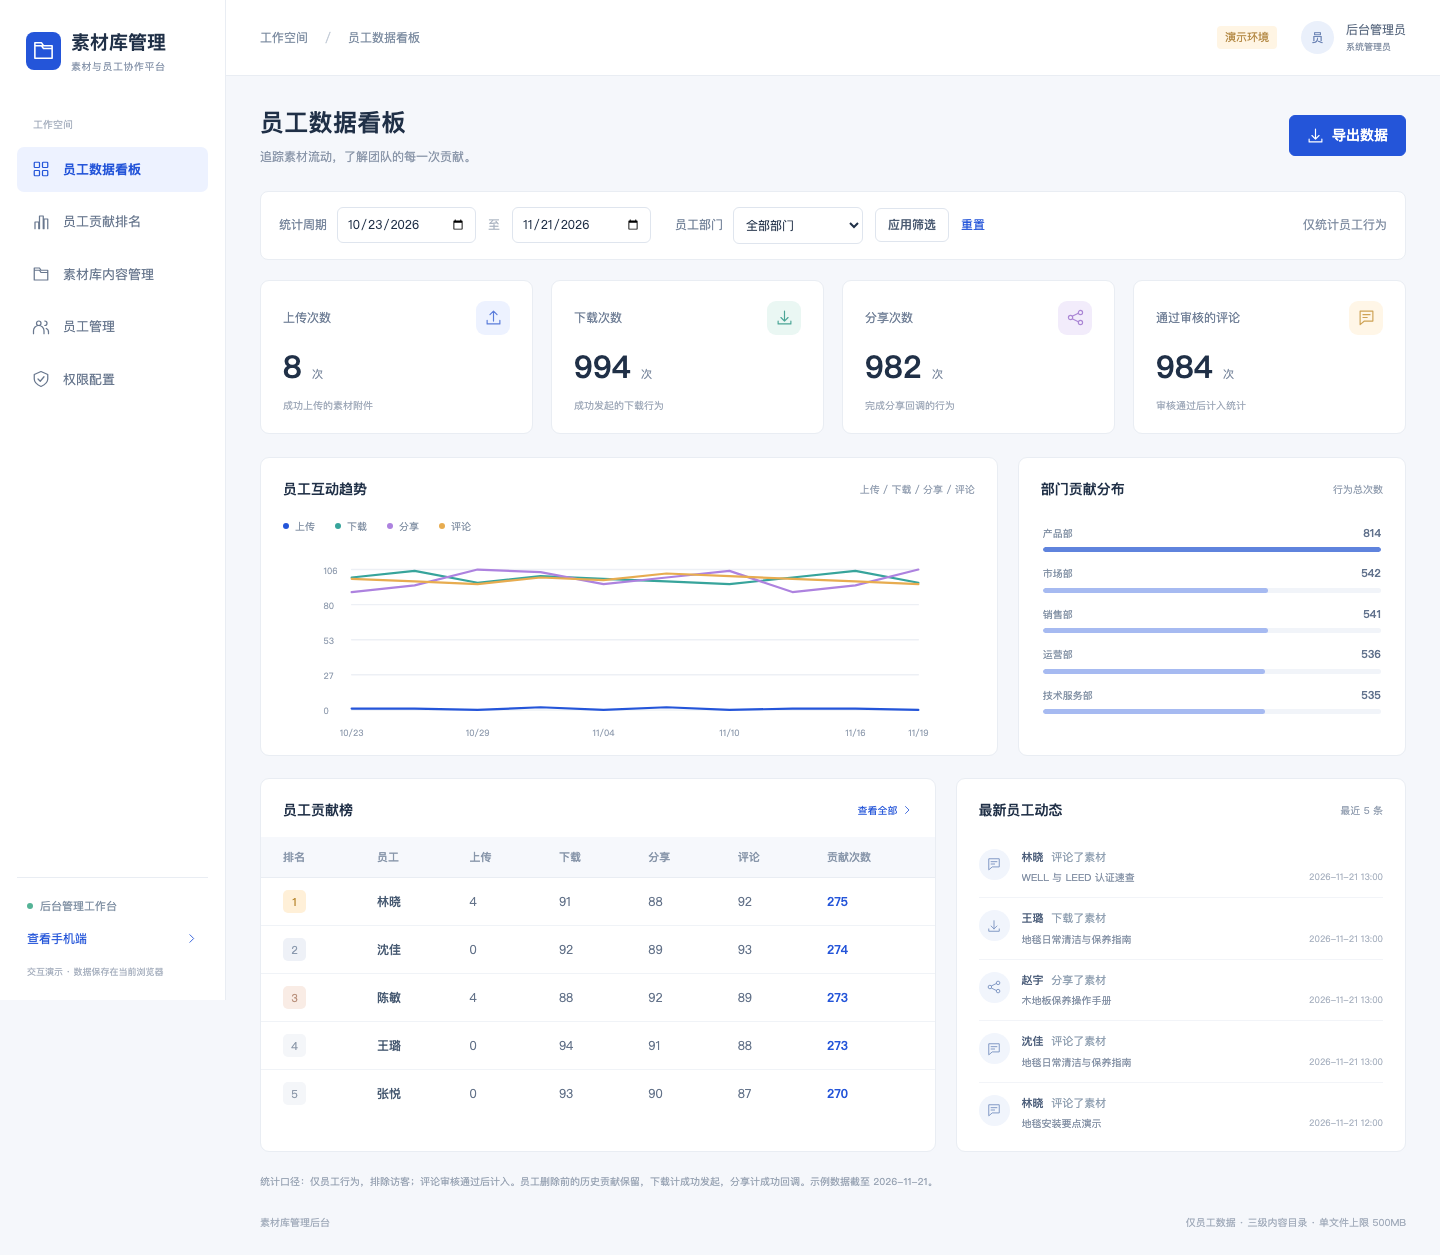 素材库管理
素材与员工协作平台
工作空间
员工数据看板
员工贡献排名
素材库内容管理
员工管理
权限配置
后台管理工作台
查看手机端
交互演示 · 数据保存在当前浏览器
工作空间 / 员工数据看板
演示环境
员
后台管理员
系统管理员
员工数据看板
追踪素材流动，了解团队的每一次贡献。
导出数据
统计周期 10/23/2026 至 11/21/2026 员工部门 全部部门 应用筛选 重置 仅统计员工行为
上传次数
8 次
成功上传的素材附件
下载次数
994 次
成功发起的下载行为
分享次数
982 次
完成分享回调的行为
通过审核的评论
984 次
审核通过后计入统计
员工互动趋势 上传 / 下载 / 分享 / 评论
上传 下载 分享 评论
106
80
53
27
0
10/23 10/29 11/04 11/10 11/16 11/19
部门贡献分布 行为总次数
产品部 814
市场部 542
销售部 541
运营部 536
技术服务部 535
员工贡献榜 查看全部
排名 员工 上传 下载 分享 评论 贡献次数
1 林晓 4 91 88 92 275
2 沈佳 0 92 89 93 274
3 陈敏 4 88 92 89 273
4 王璐 0 94 91 88 273
5 张悦 0 93 90 87 270
最新员工动态 最近 5 条
林晓 评论了素材
WELL 与 LEED 认证速查 2026-11-21 13:00
王璐 下载了素材
地毯日常清洁与保养指南 2026-11-21 13:00
赵宇 分享了素材
木地板保养操作手册 2026-11-21 13:00
沈佳 评论了素材
地毯日常清洁与保养指南 2026-11-21 13:00
林晓 评论了素材
地毯安装要点演示 2026-11-21 12:00
统计口径：仅员工行为，排除访客；评论审核通过后计入。员工删除前的历史贡献保留，下载计成功发起，分享计成功回调。示例数据截至 2026-11-21。
素材库管理后台 仅员工数据 · 三级内容目录 · 单文件上限 500MB